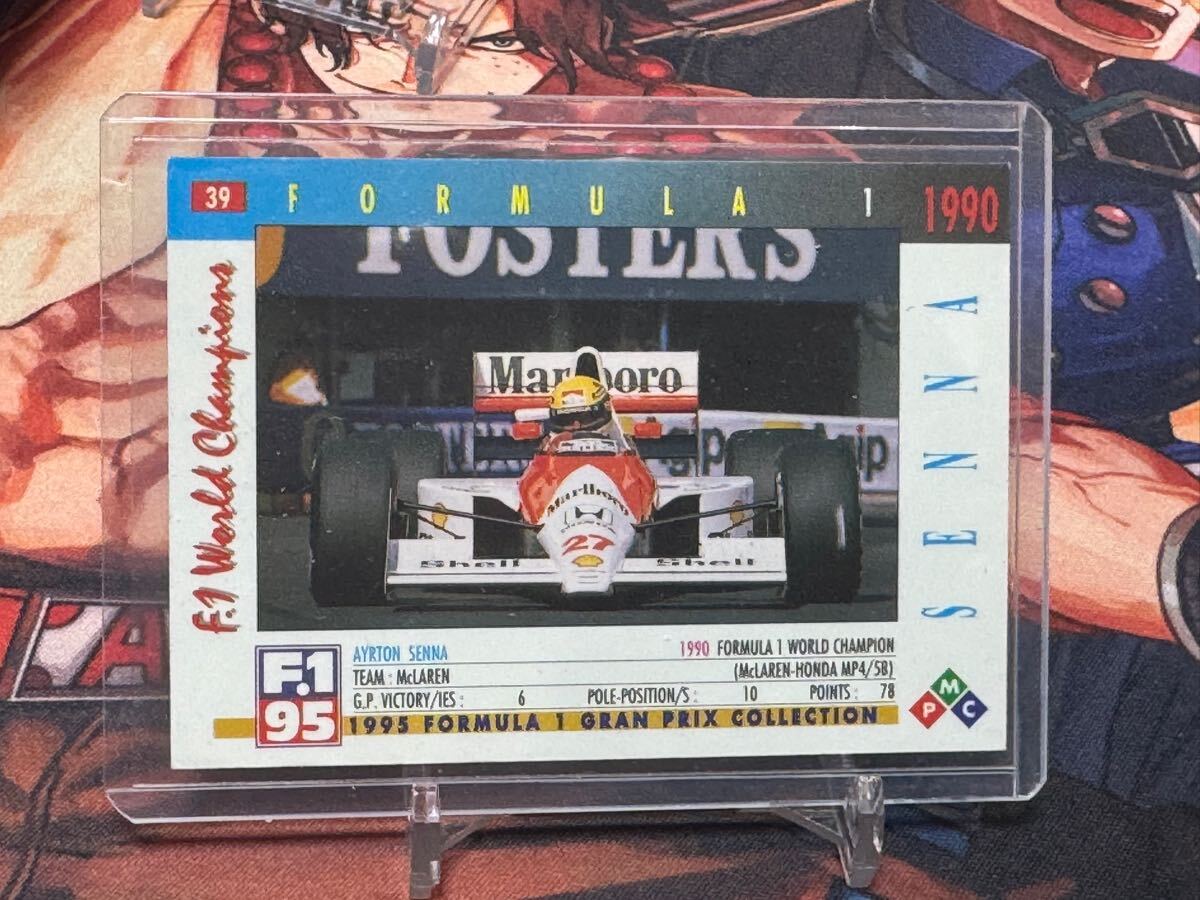 39 FORMULA 1 1990
F.1 World Champions
FOSTERS
Marlboro
Agip
Marlboro
27
Shell Shell
SENNA
F.1
95
AYRTON SENNA 1990 FORMULA 1 WORLD CHAMPION
TEAM : McLAREN (McLAREN-HONDA MP4/5B)
G.P. VICTORY/IES : 6 POLE-POSITION/S : 10 POINTS : 78
1995 FORMULA 1 GRAN PRIX COLLECTION
M
P C